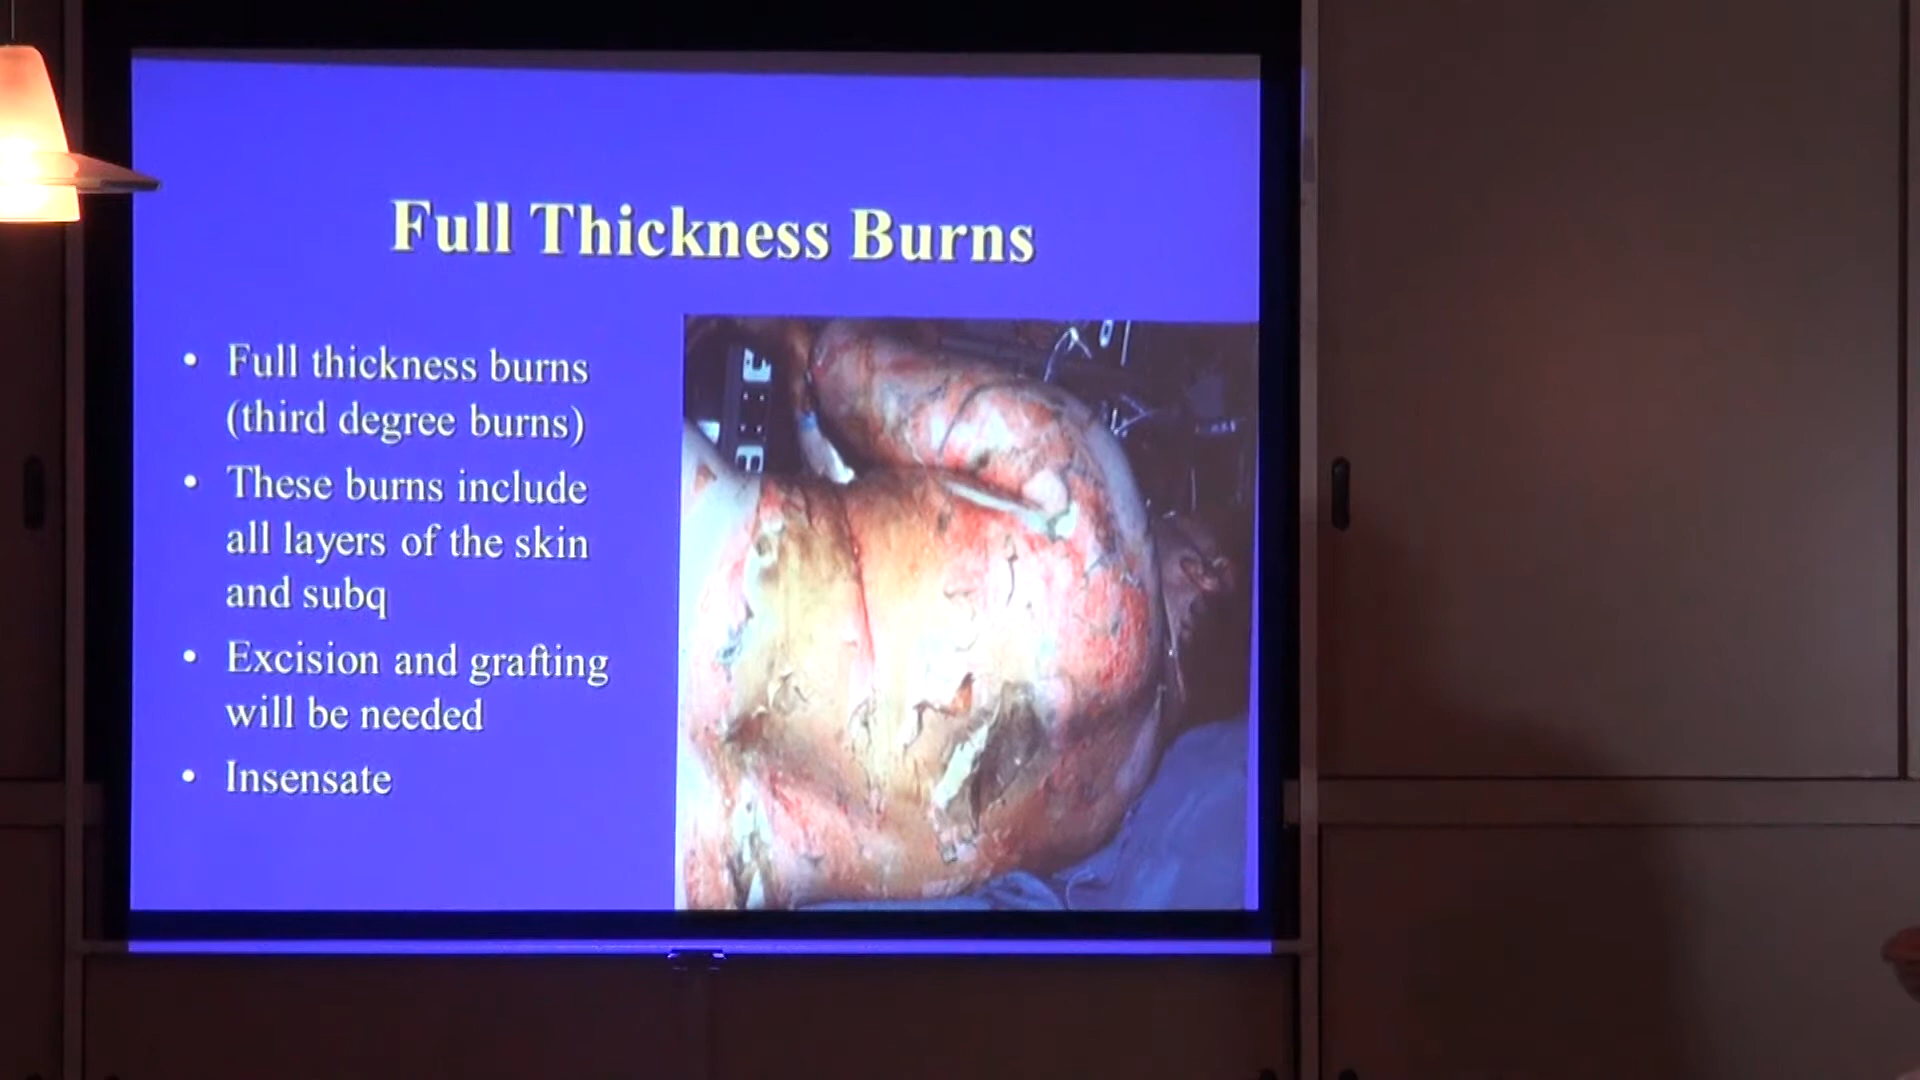 Full Thickness Burns
• Full thickness burns
(third degree burns)
• These burns include
all layers of the skin
and subq
• Excision and grafting
will be needed
• Insensate